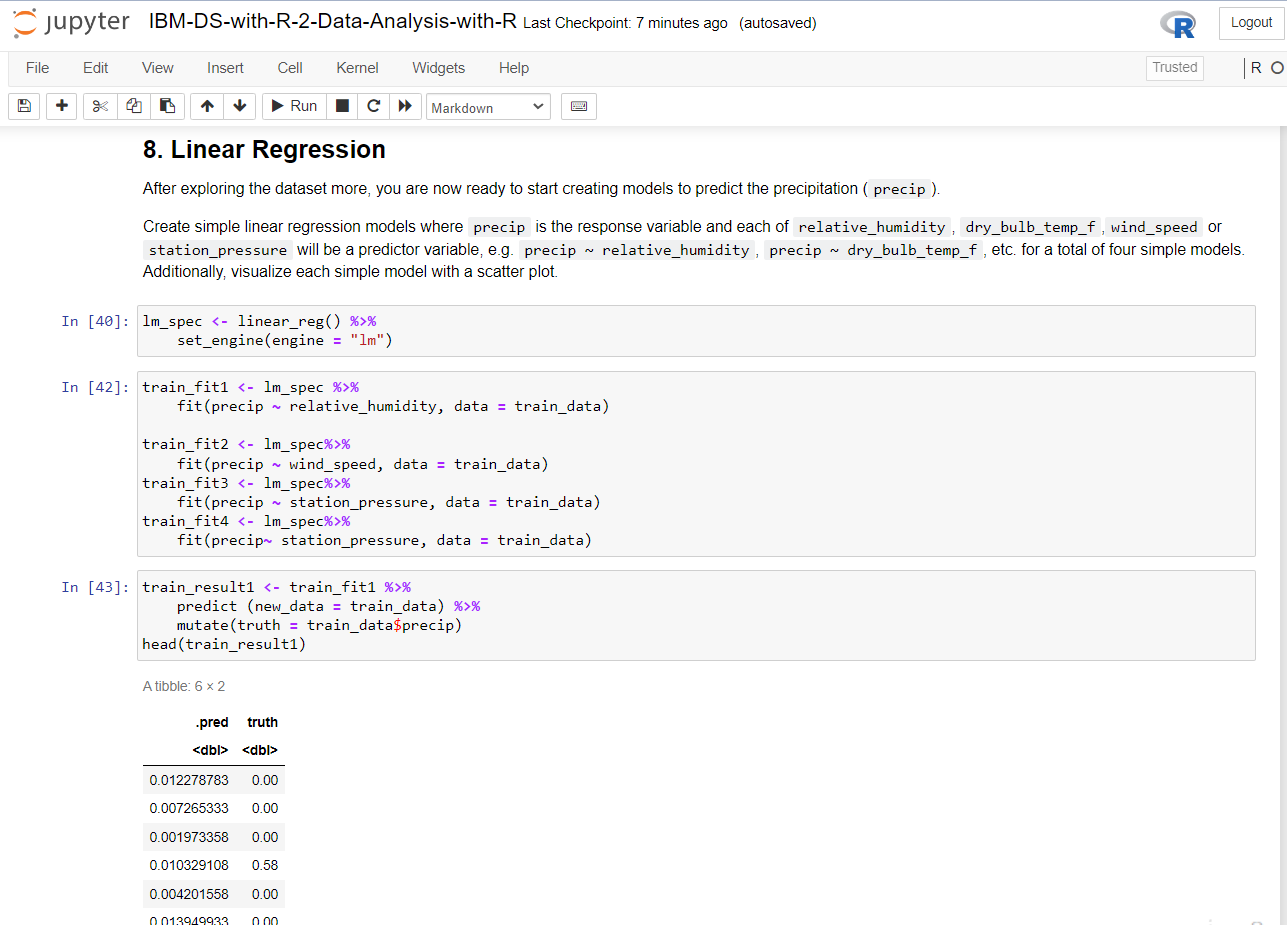 jupyter IBM-DS-with-R-2-Data-Analysis-with-R Last Checkpoint: 7 minutes ago (autosaved) R Logout
File Edit View Insert Cell Kernel Widgets Help Trusted R
Run Markdown
8. Linear Regression
After exploring the dataset more, you are now ready to start creating models to predict the precipitation ( precip ).
Create simple linear regression models where precip is the response variable and each of relative_humidity , dry_bulb_temp_f , wind_speed or
station_pressure will be a predictor variable, e.g. precip ~ relative_humidity , precip ~ dry_bulb_temp_f , etc. for a total of four simple models.
Additionally, visualize each simple model with a scatter plot.
In [40]: lm_spec <- linear_reg() %>%
set_engine(engine = "lm")
In [42]: train_fit1 <- lm_spec %>%
fit(precip ~ relative_humidity, data = train_data)
train_fit2 <- lm_spec%>%
fit(precip ~ wind_speed, data = train_data)
train_fit3 <- lm_spec%>%
fit(precip ~ station_pressure, data = train_data)
train_fit4 <- lm_spec%>%
fit(precip~ station_pressure, data = train_data)
In [43]: train_result1 <- train_fit1 %>%
predict (new_data = train_data) %>%
mutate(truth = train_data$precip)
head(train_result1)
A tibble: 6 × 2
.pred truth
<dbl> <dbl>
0.012278783 0.00
0.007265333 0.00
0.001973358 0.00
0.010329108 0.58
0.004201558 0.00
0.013949933 0.00